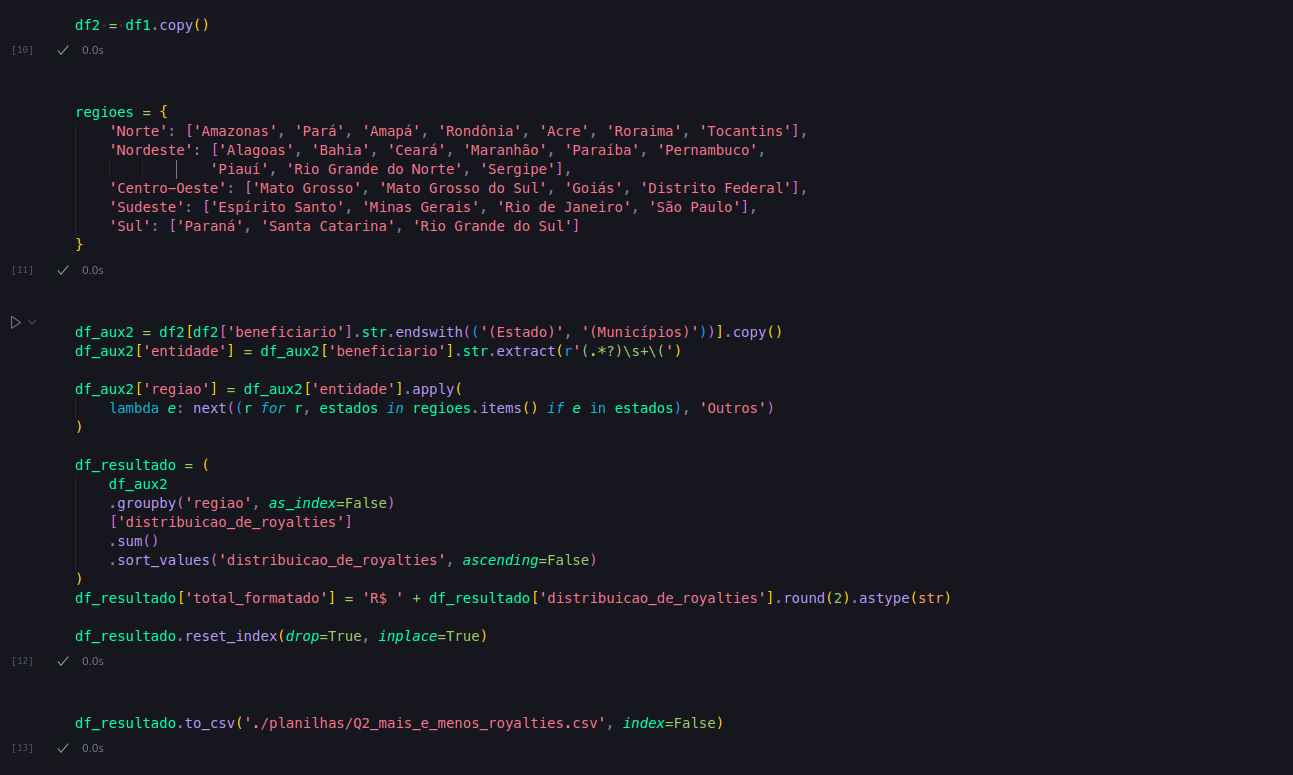 df2 = df1.copy()
[10] ✓ 0.0s
regioes = {
    'Norte': ['Amazonas', 'Pará', 'Amapá', 'Rondônia', 'Acre', 'Roraima', 'Tocantins'],
    'Nordeste': ['Alagoas', 'Bahia', 'Ceará', 'Maranhão', 'Paraíba', 'Pernambuco',
                'Piauí', 'Rio Grande do Norte', 'Sergipe'],
    'Centro-Oeste': ['Mato Grosso', 'Mato Grosso do Sul', 'Goiás', 'Distrito Federal'],
    'Sudeste': ['Espírito Santo', 'Minas Gerais', 'Rio de Janeiro', 'São Paulo'],
    'Sul': ['Paraná', 'Santa Catarina', 'Rio Grande do Sul']
}
[11] ✓ 0.0s
df_aux2 = df2[df2['beneficiario'].str.endswith(('(Estado)', '(Municípios)'))].copy()
df_aux2['entidade'] = df_aux2['beneficiario'].str.extract(r'(.*?)\s+\(')
df_aux2['regiao'] = df_aux2['entidade'].apply(
    lambda e: next((r for r, estados in regioes.items() if e in estados), 'Outros')
)
df_resultado = (
    df_aux2
    .groupby('regiao', as_index=False)
    ['distribuicao_de_royalties']
    .sum()
    .sort_values('distribuicao_de_royalties', ascending=False)
)
df_resultado['total_formatado'] = 'R$ ' + df_resultado['distribuicao_de_royalties'].round(2).astype(str)
df_resultado.reset_index(drop=True, inplace=True)
[12] ✓ 0.0s
df_resultado.to_csv('./planilhas/Q2_mais_e_menos_royalties.csv', index=False)
[13] ✓ 0.0s